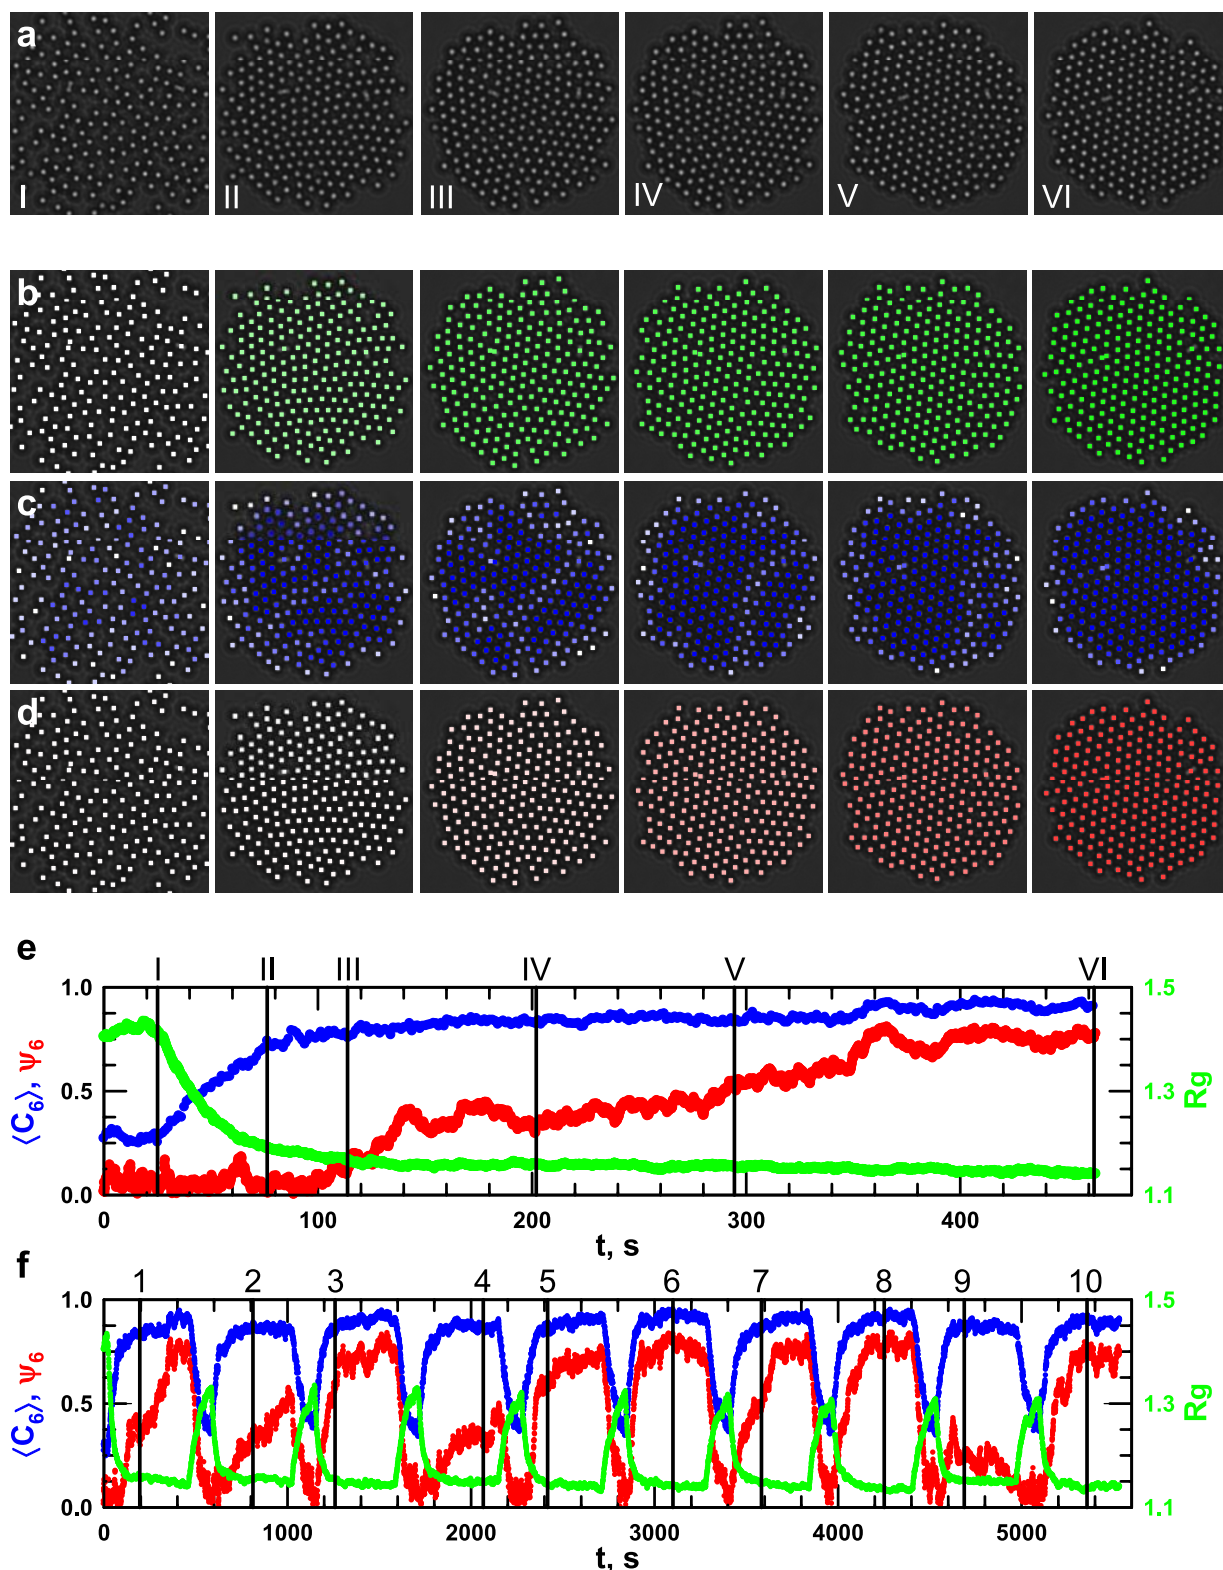 a
I II III IV V VI
b
c
d
e
I II III IV V VI
1.0 1.5
0.5 1.3
0.0 1.1
⟨C₆⟩, ψ₆
Rg
0 100 200 300 400
t, s
f
1 2 3 4 5 6 7 8 9 10
1.0 1.5
0.5 1.3
0.0 1.1
⟨C₆⟩, ψ₆
Rg
0 1000 2000 3000 4000 5000
t, s